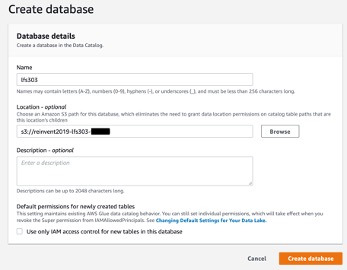 Create database
Database details
Create a database in the Data Catalog.
Name
lfs303
Names may contain letters (A-Z), numbers (0-9), hyphens (-), or underscores (_), and must be less than 256 characters long.
Location - optional
Choose an Amazon S3 path for this database, which eliminates the need to grant data location permissions on catalog table paths that are
this location's children
s3://reinvent2019-lfs303-
Browse
Description - optional
Enter a description
Descriptions can be up to 2048 characters long.
Default permissions for newly created tables
This setting maintains existing AWS Glue data catalog behavior. You can still set individual permissions, which will take effect when you
revoke the Super permission from IAMAllowedPrincipals. See Changing Default Settings for Your Data Lake.
Use only IAM access control for new tables in this database
Cancel
Create database